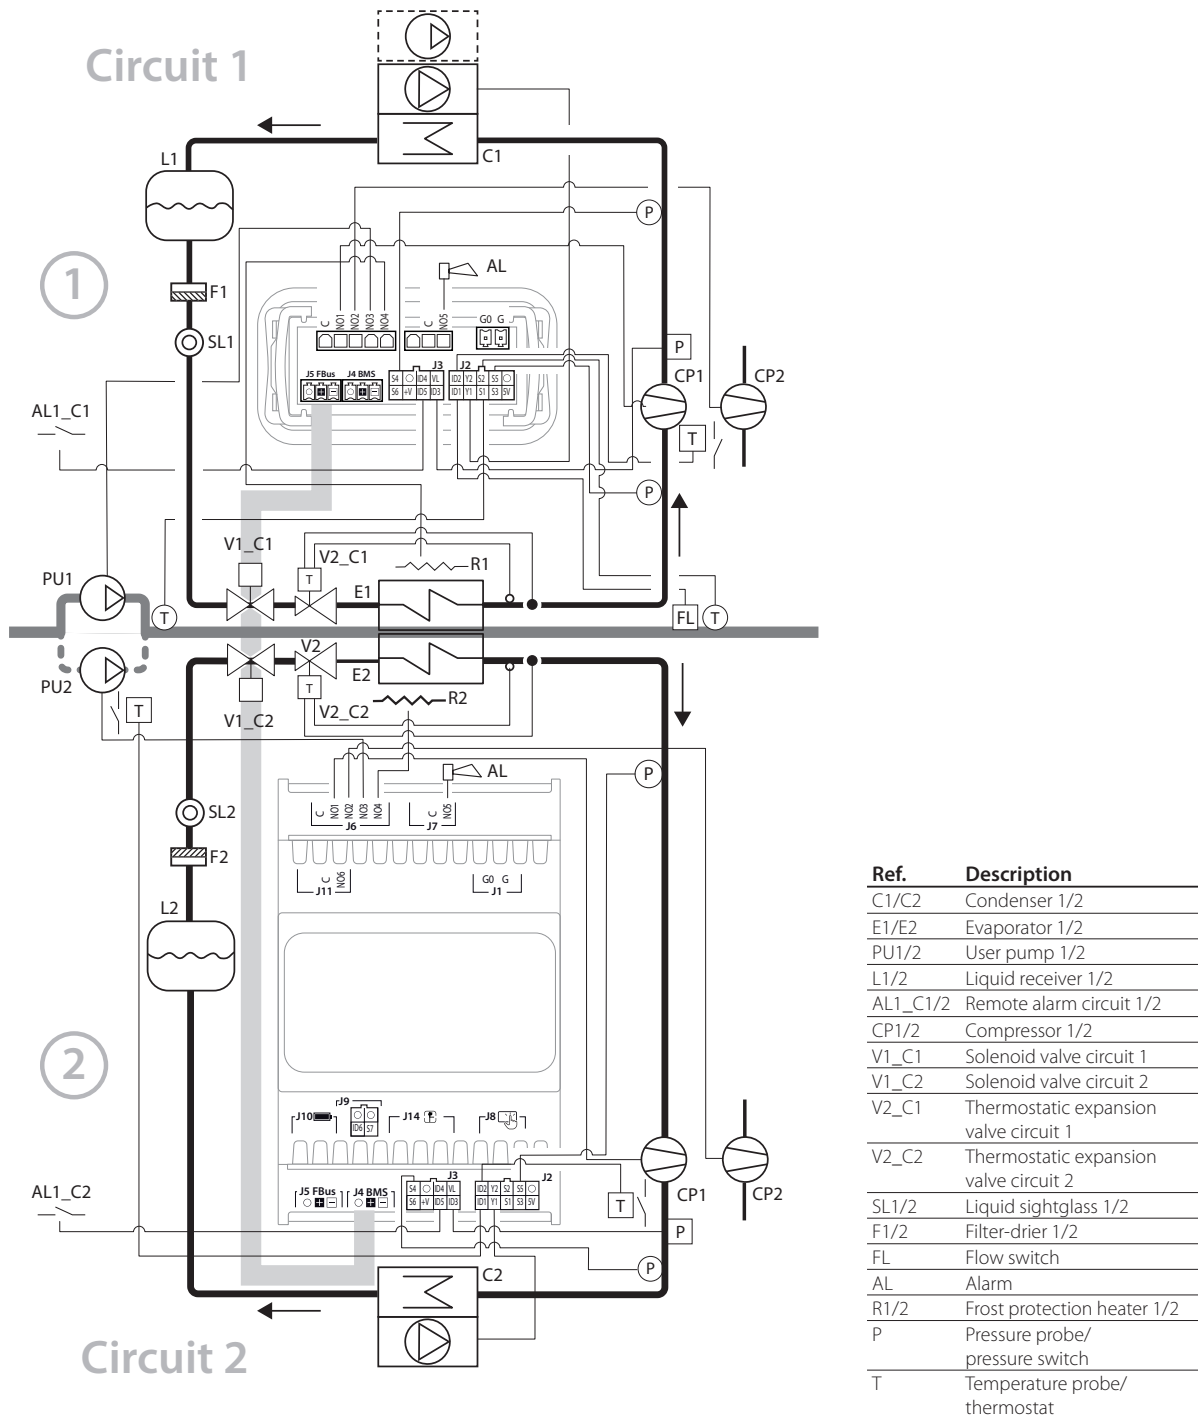 Circuit 1
C1
L1
P
1
AL
F1
C
NO1
NO2
NO3
NO4
C
NO5
G0 G
SL1
P
J5 FBus
J4 BMS
J3
J2
S4 ID4 VL
S6 +V ID5 ID3
ID2 Y2 S2 S5
ID1 Y1 S1 S3 5V
CP1
CP2
AL1_C1
T
P
V1_C1
V2_C1
R1
PU1
T
E1
T
FL
T
V2
E2
PU2
T
T
R2
V1_C2
V2_C2
P
AL
SL2
C
NO1
NO2
NO3
NO4
J6
C
NO5
J7
F2
C
NO6
J11
G0 G
J1
L2
2
J10
J9
ID6 S7
J14
J8
CP1
CP2
AL1_C2
J5 FBus
J4 BMS
J3
J2
S4 ID4 VL
S6 +V ID5 ID3
ID2 Y2 S2 S5
ID1 Y1 S1 S3 5V
T
P
P
C2
Circuit 2
Ref. Description
C1/C2 Condenser 1/2
E1/E2 Evaporator 1/2
PU1/2 User pump 1/2
L1/2 Liquid receiver 1/2
AL1_C1/2 Remote alarm circuit 1/2
CP1/2 Compressor 1/2
V1_C1 Solenoid valve circuit 1
V1_C2 Solenoid valve circuit 2
V2_C1 Thermostatic expansion
valve circuit 1
V2_C2 Thermostatic expansion
valve circuit 2
SL1/2 Liquid sightglass 1/2
F1/2 Filter-drier 1/2
FL Flow switch
AL Alarm
R1/2 Frost protection heater 1/2
P Pressure probe/
pressure switch
T Temperature probe/
thermostat